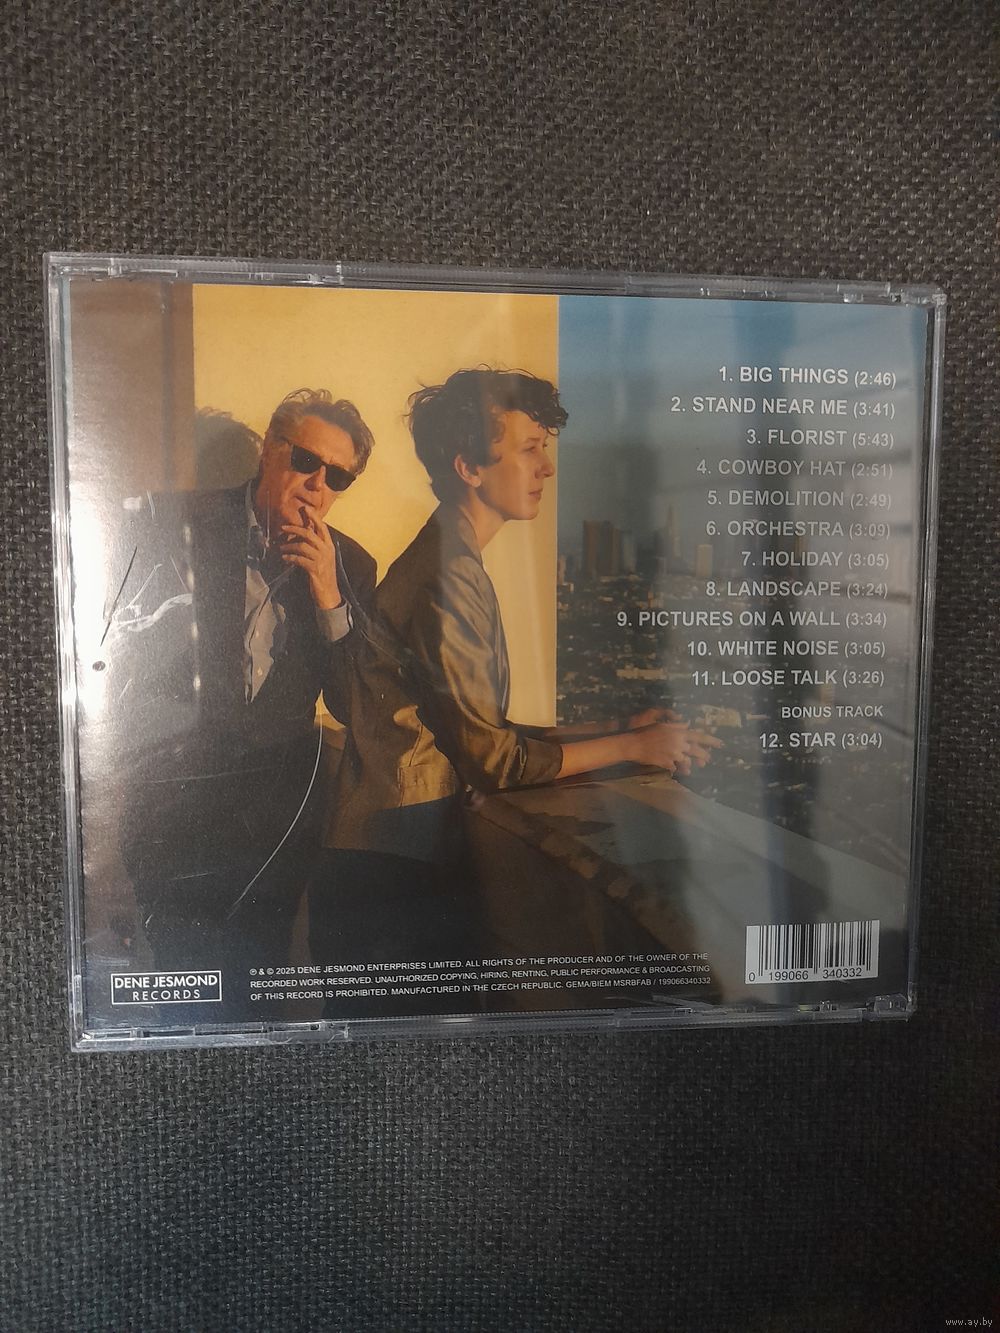 1. BIG THINGS (2:46)
2. STAND NEAR ME (3:41)
3. FLORIST (5:43)
4. COWBOY HAT (2:51)
5. DEMOLITION (2:49)
6. ORCHESTRA (3:09)
7. HOLIDAY (3:05)
8. LANDSCAPE (3:24)
9. PICTURES ON A WALL (3:34)
10. WHITE NOISE (3:05)
11. LOOSE TALK (3:26)
BONUS TRACK
12. STAR (3:04)
DENE JESMOND
RECORDS
℗ & © 2025 DENE JESMOND ENTERPRISES LIMITED. ALL RIGHTS OF THE PRODUCER AND OF THE OWNER OF THE
RECORDED WORK RESERVED. UNAUTHORIZED COPYING, HIRING, RENTING, PUBLIC PERFORMANCE & BROADCASTING
OF THIS RECORD IS PROHIBITED. MANUFACTURED IN THE CZECH REPUBLIC. GEMA/BIEM MSRBFAB / 199066340332
0 199066 340332
www.ay.by